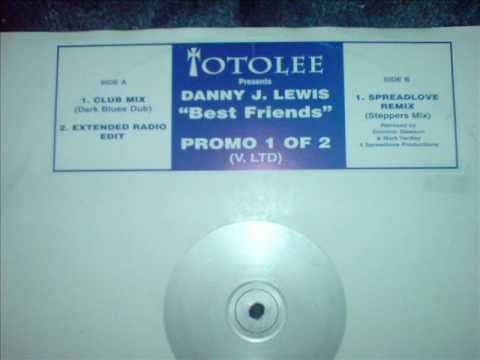 SIDE A
1. CLUB MIX
(Dark Blues Dub)
2. EXTENDED RADIO
EDIT
TOTOLEE
Presents
DANNY J. LEWIS
"Best Friends"
PROMO 1 OF 2
(V. LTD)
SIDE B
1. SPREADLOVE
REMIX
(Steppers Mix)
Remixed by
Dominic Dawson
& Mark Yardley
4 Spreadlove Productions